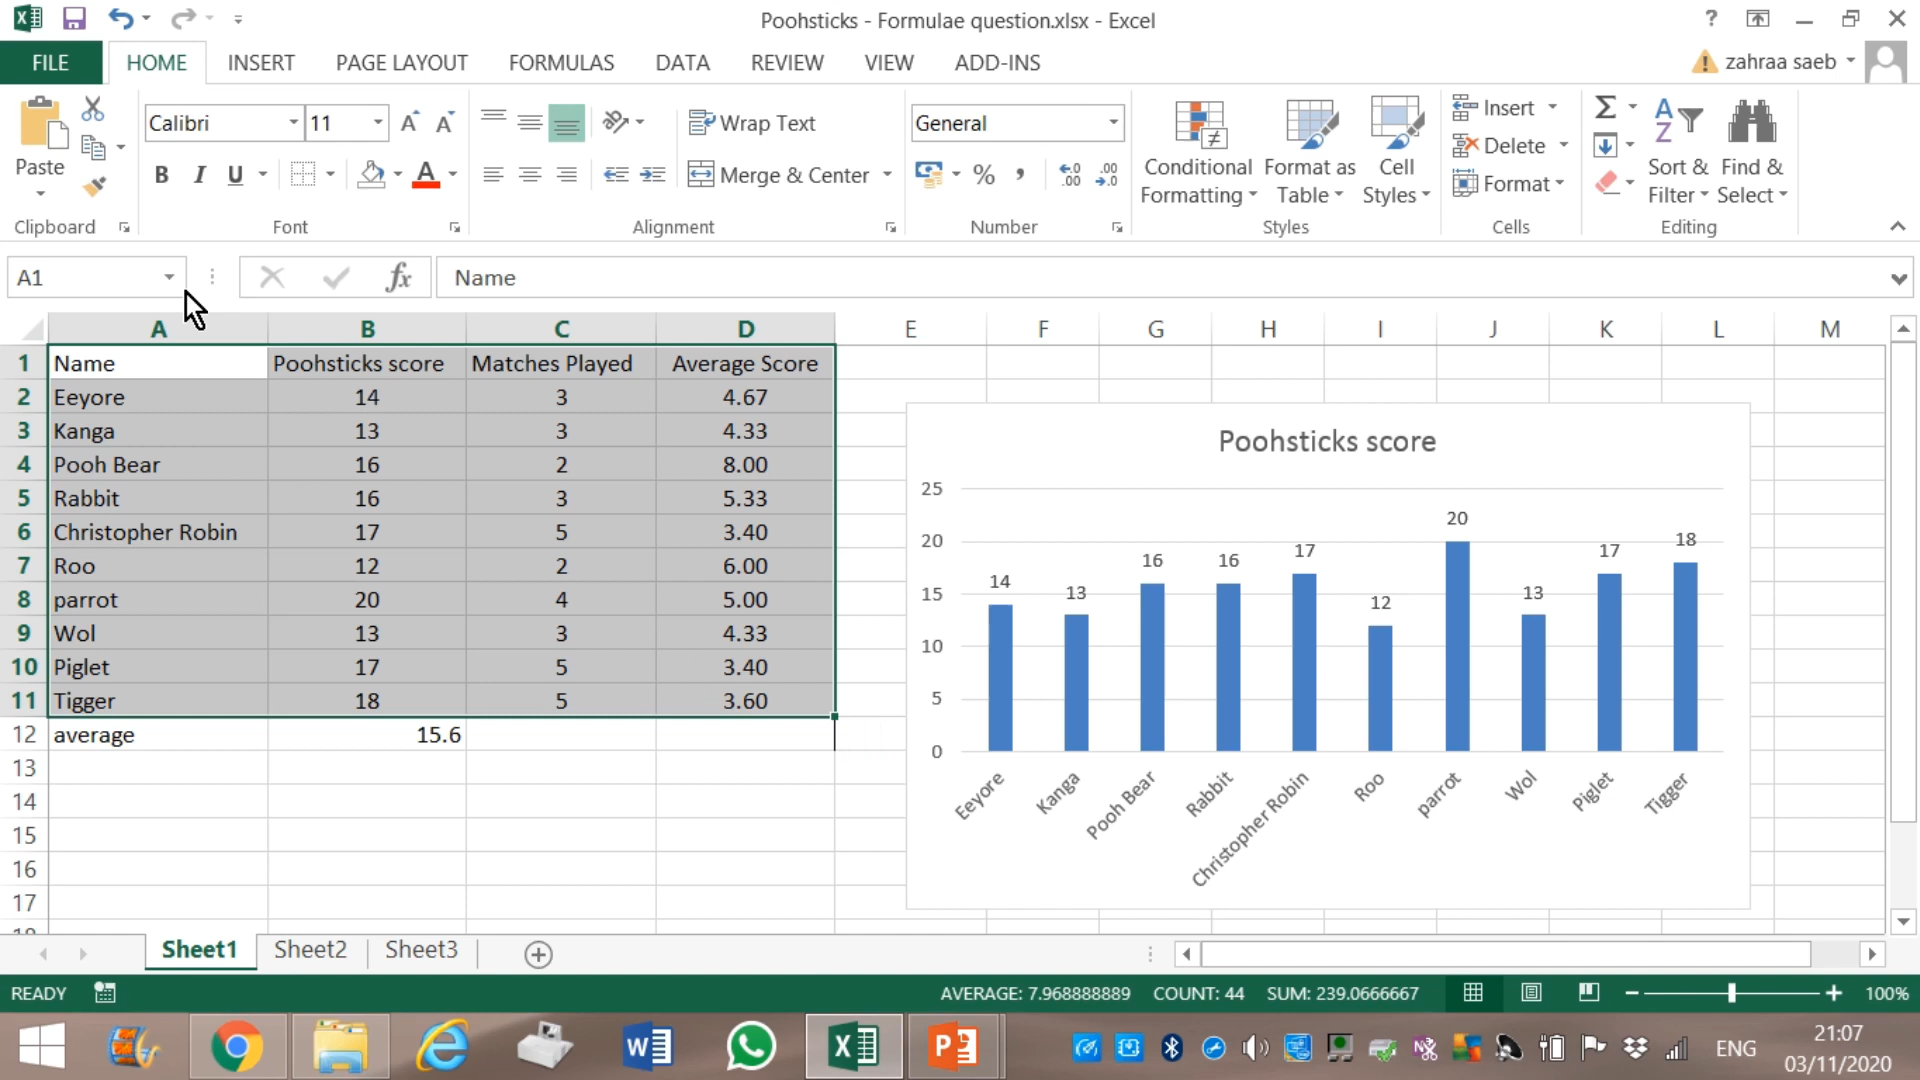 Poohsticks - Formulae question.xlsx - Excel
FILE HOME INSERT PAGE LAYOUT FORMULAS DATA REVIEW VIEW ADD-INS zahraa saeb
Calibri 11 Wrap Text General Insert
Paste Merge & Center Conditional Formatting Format as Table Cell Styles Delete Sort & Filter Find & Select
B I U A % Format
Clipboard Font Alignment Number Styles Cells Editing
A1 fx Name
A B C D E F G H I J K L M
1 Name Poohsticks score Matches Played Average Score
2 Eeyore 14 3 4.67
3 Kanga 13 3 4.33
4 Pooh Bear 16 2 8.00
5 Rabbit 16 3 5.33
6 Christopher Robin 17 5 3.40
7 Roo 12 2 6.00
8 parrot 20 4 5.00
9 Wol 13 3 4.33
10 Piglet 17 5 3.40
11 Tigger 18 5 3.60
12 average 15.6
13
14
15
16
17
18
Poohsticks score
25
20
15
10
5
0
14 13 16 16 17 12 20 13 17 18
Eeyore Kanga Pooh Bear Rabbit Christopher Robin Roo parrot Wol Piglet Tigger
Sheet1 Sheet2 Sheet3
READY AVERAGE: 7.968888889 COUNT: 44 SUM: 239.0666667 100%
ENG 21:07
03/11/2020